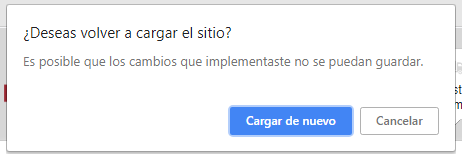 ¿Deseas volver a cargar el sitio?
Es posible que los cambios que implementaste no se puedan guardar.
Cargar de nuevo Cancelar